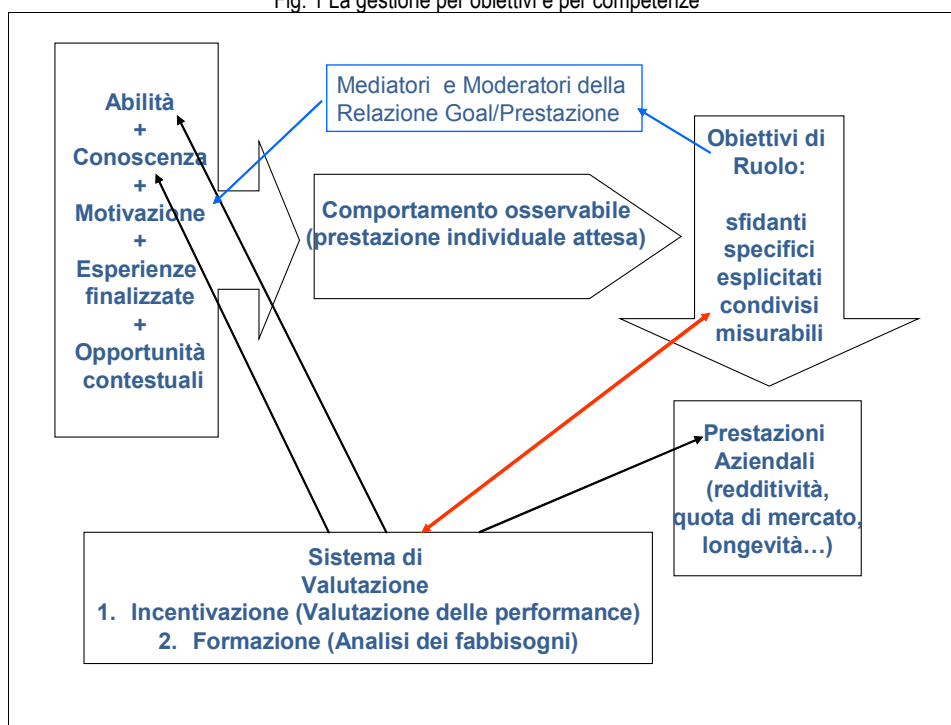 Fig. 1 La gestione per obiettivi e per competenze
Abilità
+
Conoscenza
+
Motivazione
+
Esperienze
finalizzate
+
Opportunità
contestuali
Mediatori e Moderatori della
Relazione Goal/Prestazione
Comportamento osservabile
(prestazione individuale attesa)
Obiettivi di
Ruolo:
sfidanti
specifici
esplicitati
condivisi
misurabili
Prestazioni
Aziendali
(redditività,
quota di mercato,
longevità…)
Sistema di
Valutazione
1. Incentivazione (Valutazione delle performance)
2. Formazione (Analisi dei fabbisogni)